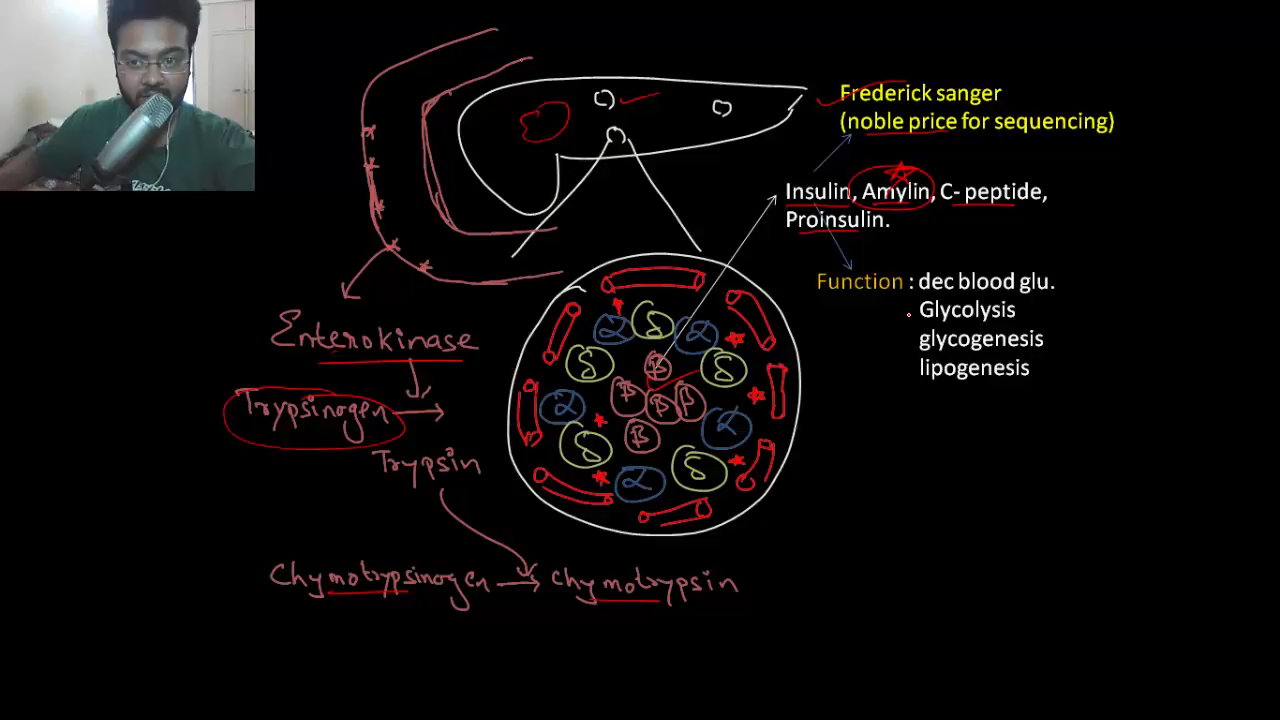 Frederick sanger
(noble price for sequencing)
Insulin, Amylin, C- peptide,
Proinsulin.
Function : dec blood glu.
Glycolysis
glycogenesis
lipogenesis
Enterokinase
Trypsinogen
Trypsin
Chymotrypsinogen → chymotrypsin
α δ α
δ β δ
α β β β
δ β α
α δ